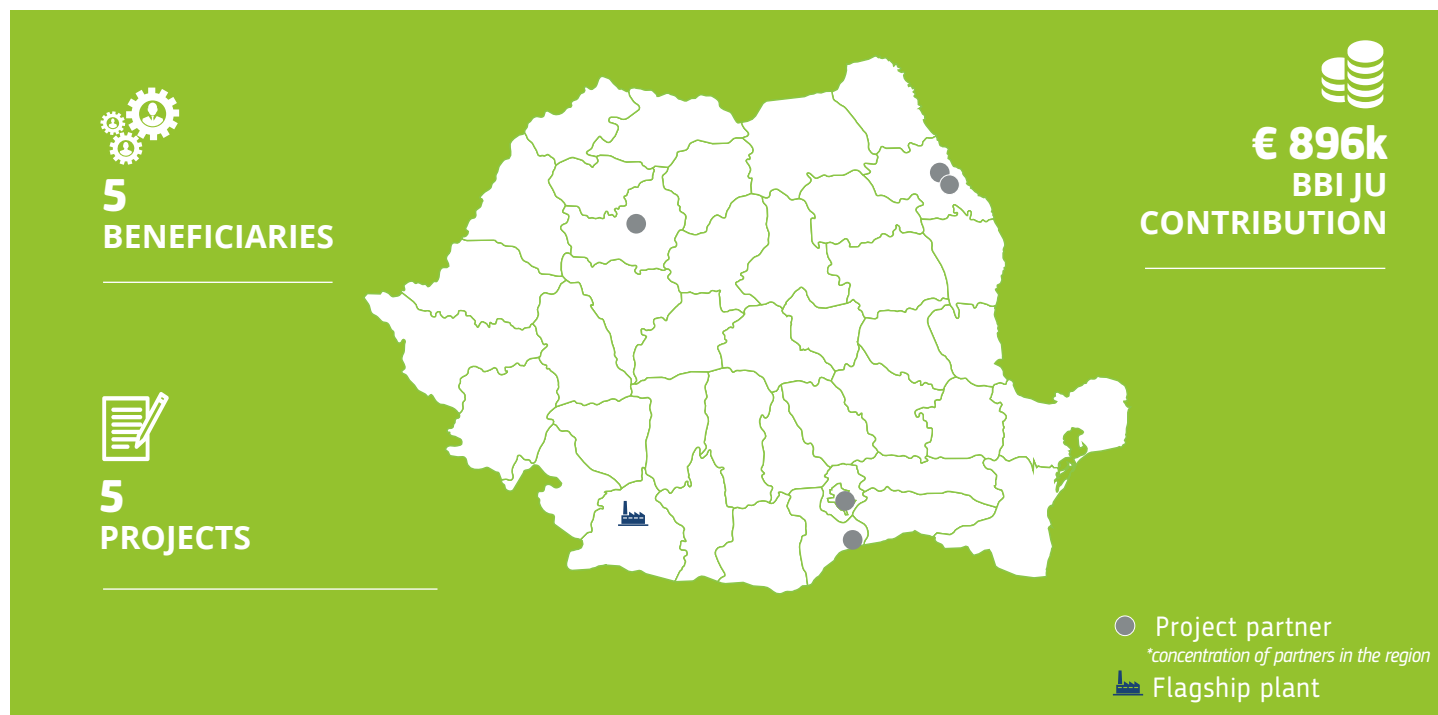 5
BENEFICIARIES
5
PROJECTS
€ 896k
BBI JU
CONTRIBUTION
Project partner
*concentration of partners in the region
Flagship plant